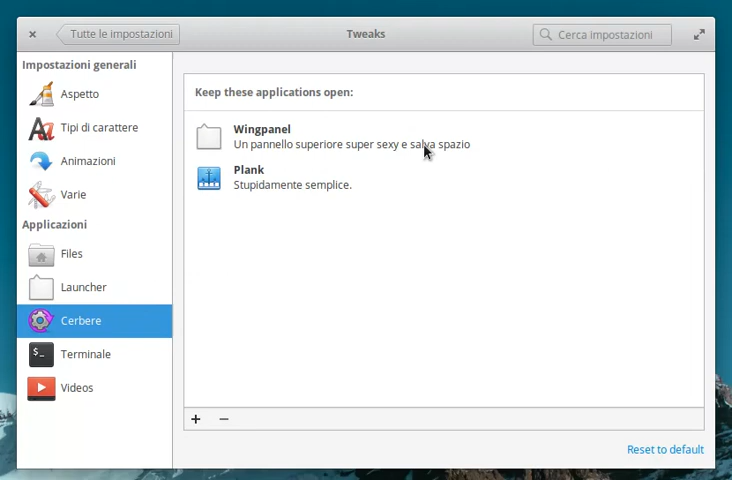 Tutte le impostazioni
Tweaks
Cerca impostazioni
Impostazioni generali
Aspetto
Tipi di carattere
Animazioni
Varie
Applicazioni
Files
Launcher
Cerbere
$_
Terminale
Videos
Keep these applications open:
Wingpanel
Un pannello superiore super sexy e salva spazio
Plank
Stupidamente semplice.
Reset to default